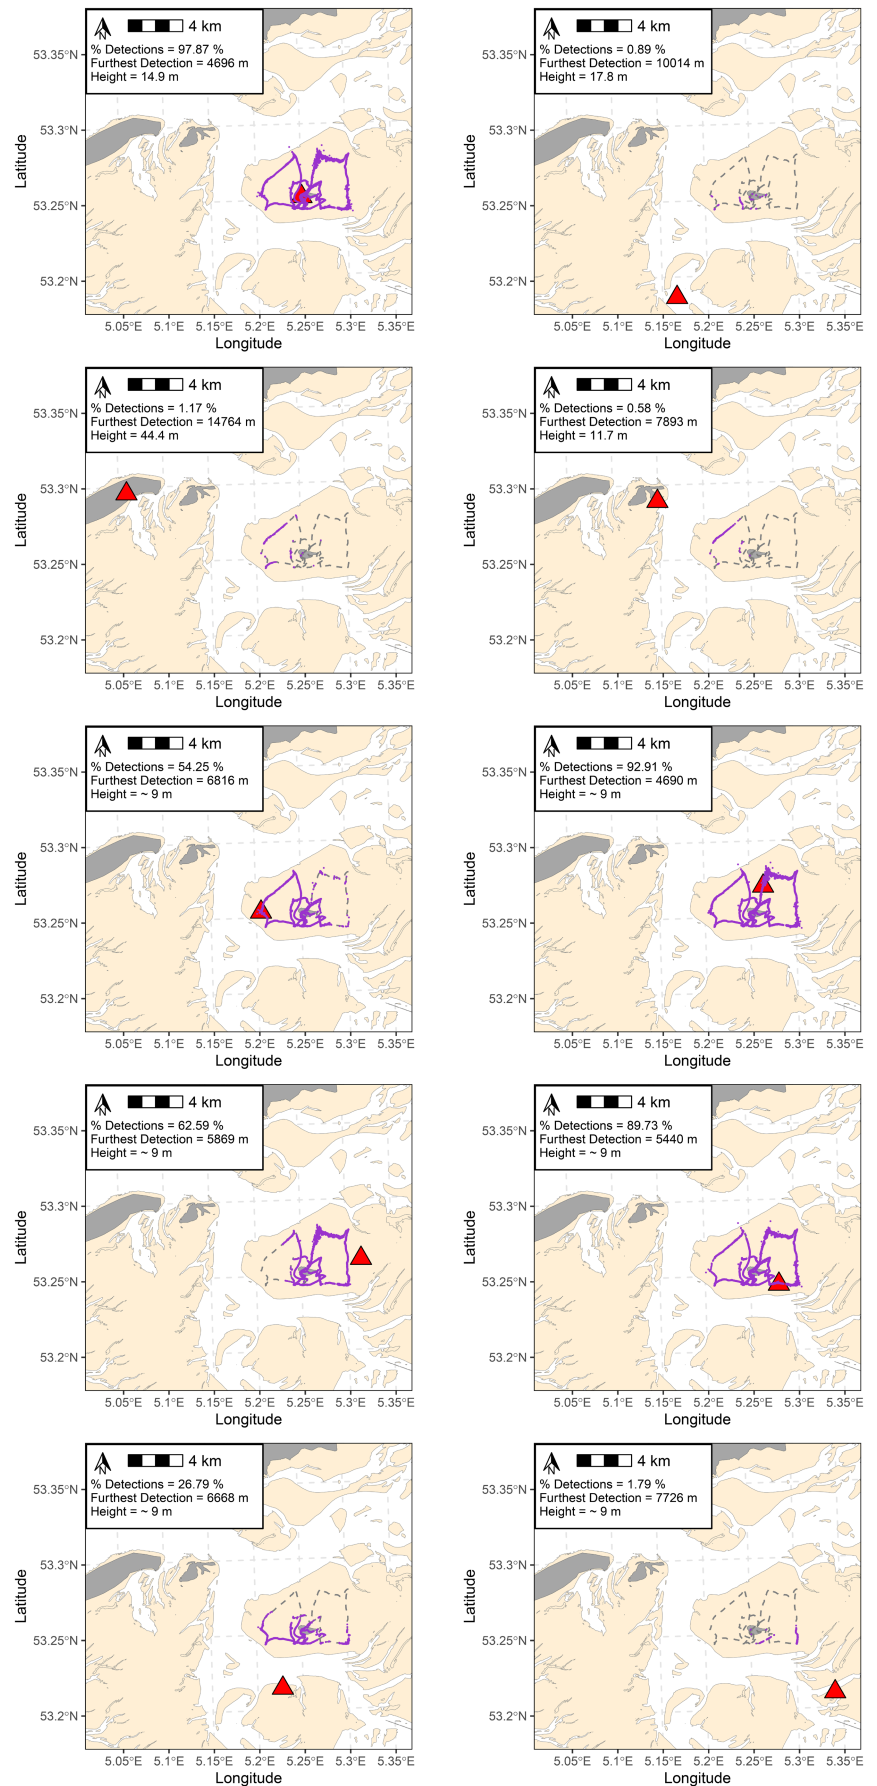 N 4 km
% Detections = 97.87 %
Furthest Detection = 4696 m
Height = 14.9 m
53.35°N
53.3°N
53.25°N
53.2°N
Latitude
5.05°E 5.1°E 5.15°E 5.2°E 5.25°E 5.3°E 5.35°E
Longitude
N 4 km
% Detections = 0.89 %
Furthest Detection = 10014 m
Height = 17.8 m
53.35°N
53.3°N
53.25°N
53.2°N
Latitude
5.05°E 5.1°E 5.15°E 5.2°E 5.25°E 5.3°E 5.35°E
Longitude
N 4 km
% Detections = 1.17 %
Furthest Detection = 14764 m
Height = 44.4 m
53.35°N
53.3°N
53.25°N
53.2°N
Latitude
5.05°E 5.1°E 5.15°E 5.2°E 5.25°E 5.3°E 5.35°E
Longitude
N 4 km
% Detections = 0.58 %
Furthest Detection = 7893 m
Height = 11.7 m
53.35°N
53.3°N
53.25°N
53.2°N
Latitude
5.05°E 5.1°E 5.15°E 5.2°E 5.25°E 5.3°E 5.35°E
Longitude
N 4 km
% Detections = 54.25 %
Furthest Detection = 6816 m
Height = ~ 9 m
53.35°N
53.3°N
53.25°N
53.2°N
Latitude
5.05°E 5.1°E 5.15°E 5.2°E 5.25°E 5.3°E 5.35°E
Longitude
N 4 km
% Detections = 92.91 %
Furthest Detection = 4690 m
Height = ~ 9 m
53.35°N
53.3°N
53.25°N
53.2°N
Latitude
5.05°E 5.1°E 5.15°E 5.2°E 5.25°E 5.3°E 5.35°E
Longitude
N 4 km
% Detections = 62.59 %
Furthest Detection = 5869 m
Height = ~ 9 m
53.35°N
53.3°N
53.25°N
53.2°N
Latitude
5.05°E 5.1°E 5.15°E 5.2°E 5.25°E 5.3°E 5.35°E
Longitude
N 4 km
% Detections = 89.73 %
Furthest Detection = 5440 m
Height = ~ 9 m
53.35°N
53.3°N
53.25°N
53.2°N
Latitude
5.05°E 5.1°E 5.15°E 5.2°E 5.25°E 5.3°E 5.35°E
Longitude
N 4 km
% Detections = 26.79 %
Furthest Detection = 6668 m
Height = ~ 9 m
53.35°N
53.3°N
53.25°N
53.2°N
Latitude
5.05°E 5.1°E 5.15°E 5.2°E 5.25°E 5.3°E 5.35°E
Longitude
N 4 km
% Detections = 1.79 %
Furthest Detection = 7726 m
Height = ~ 9 m
53.35°N
53.3°N
53.25°N
53.2°N
Latitude
5.05°E 5.1°E 5.15°E 5.2°E 5.25°E 5.3°E 5.35°E
Longitude